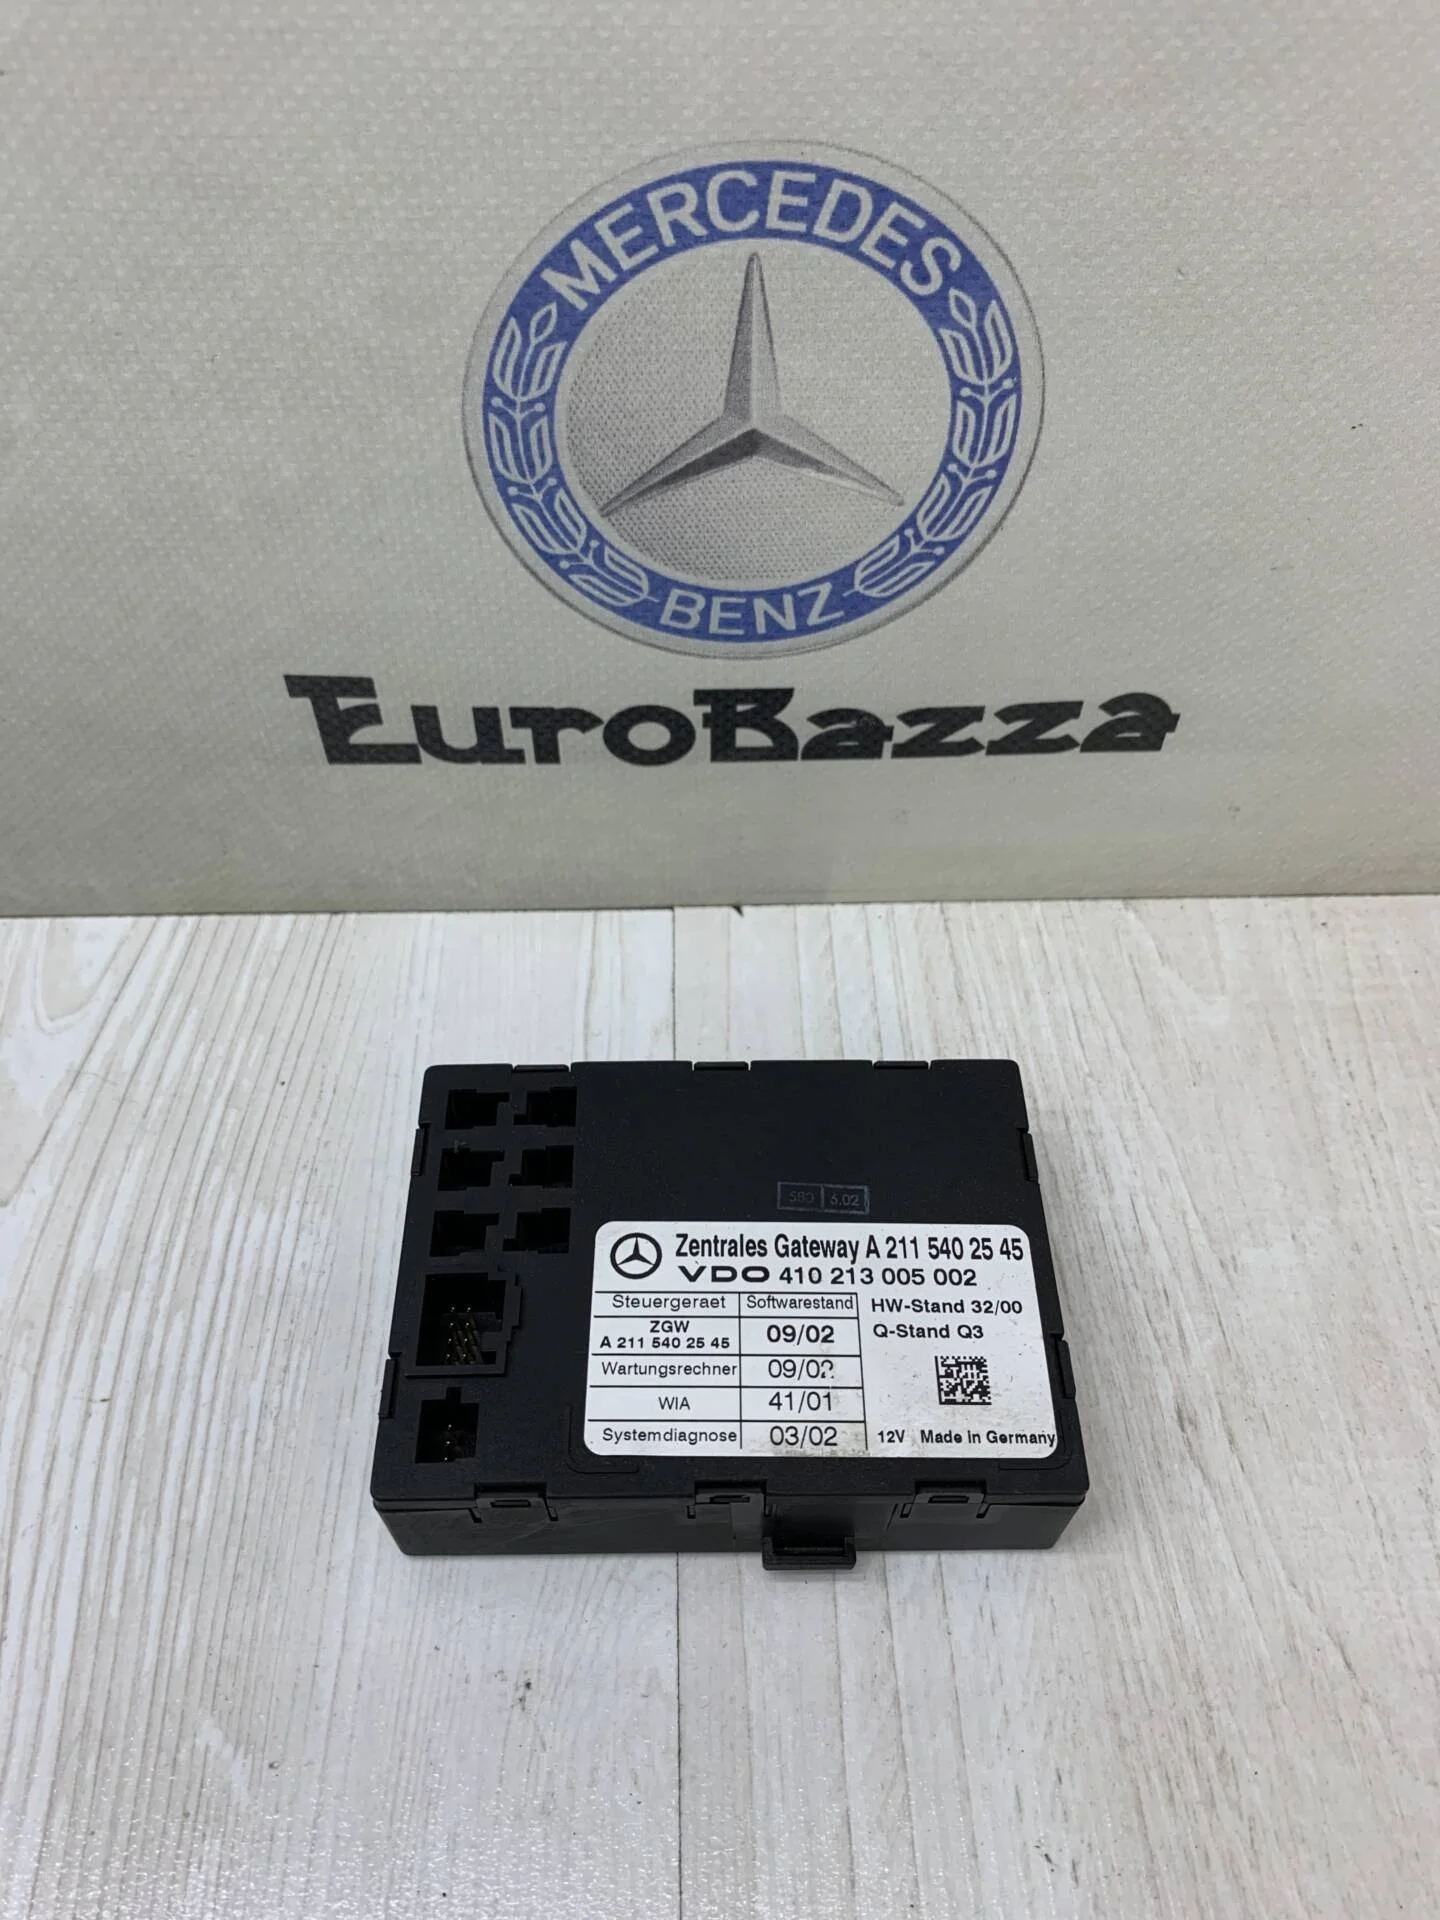 MERCEDES
BENZ
EuroBazza
580 6.02
Zentrales Gateway A 211 540 25 45
VDO 410 213 005 002
Steuergeraet Softwarestand HW-Stand 32/00
ZGW
A 211 540 25 45 09/02 Q-Stand Q3
Wartungsrechner 09/02
WIA 41/01
Systemdiagnose 03/02 12V Made in Germany